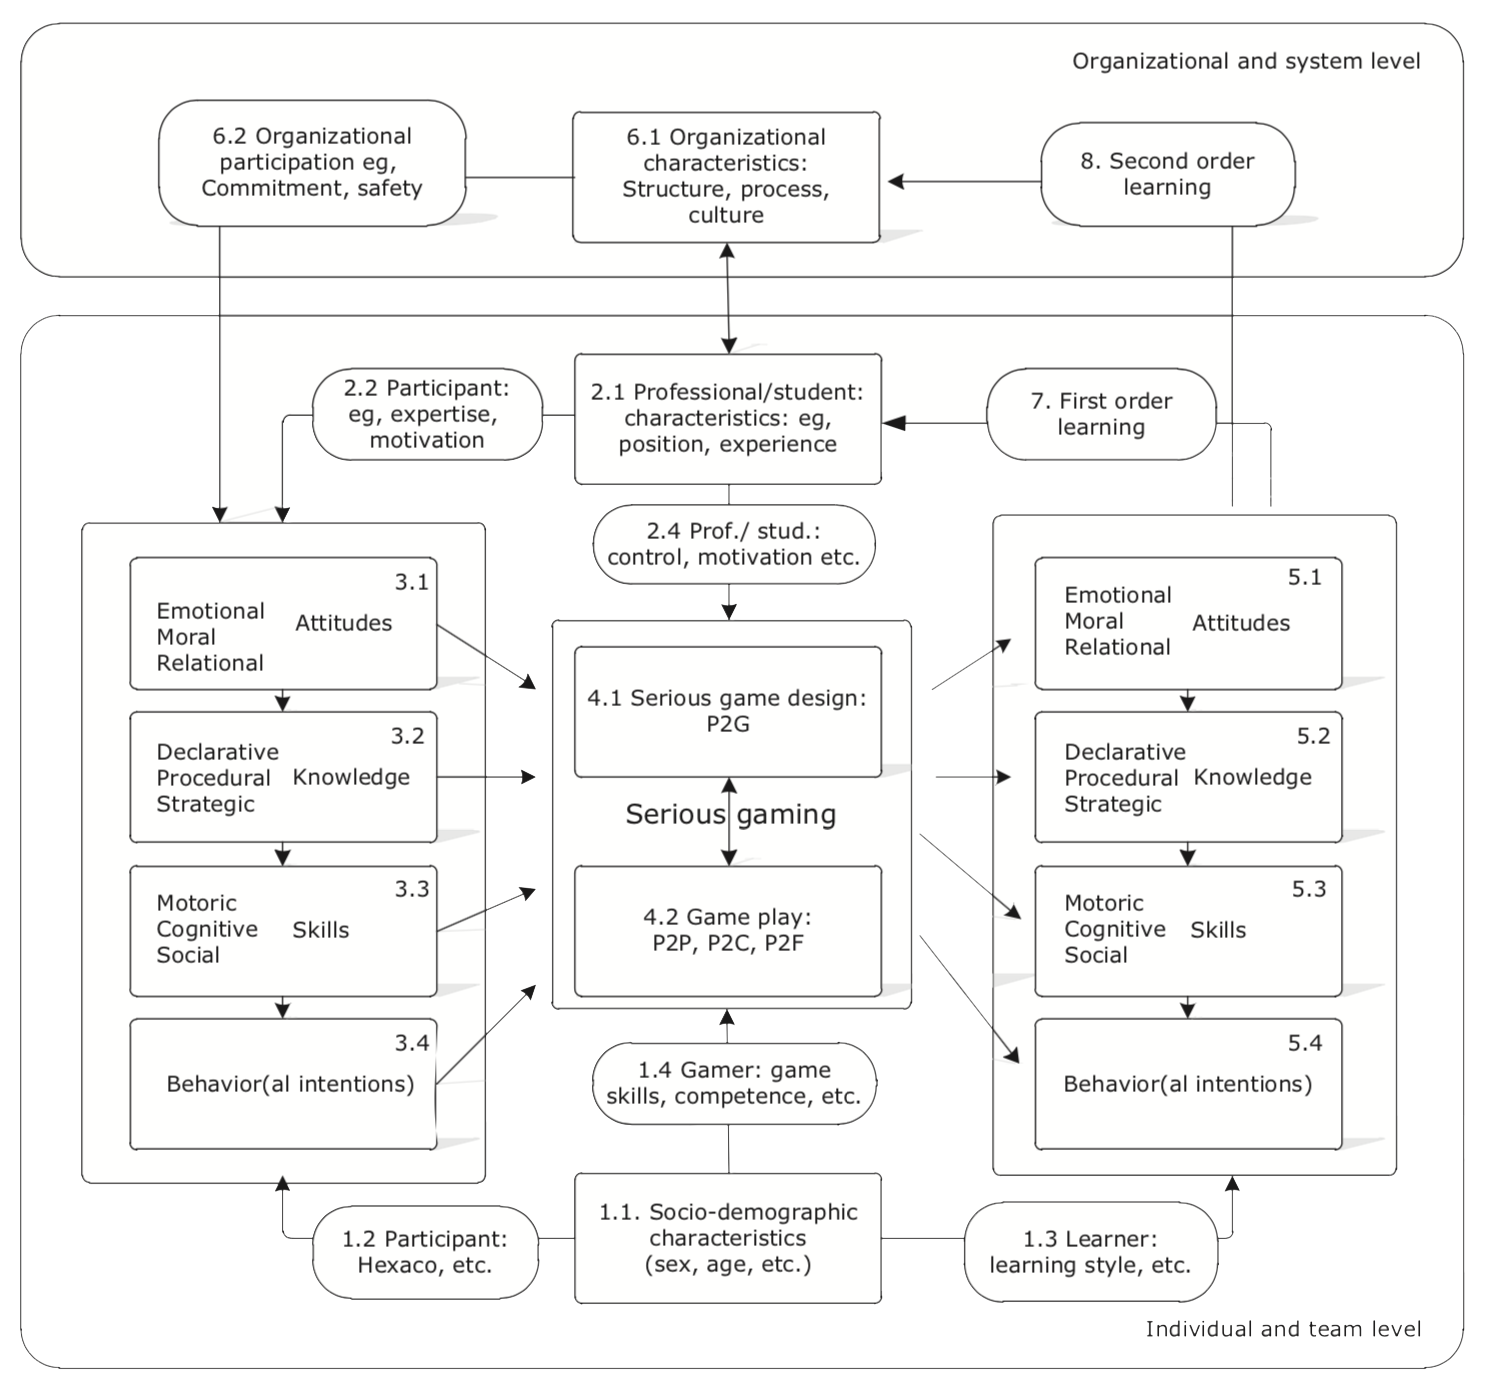 Organizational and system level
6.2 Organizational
participation eg,
Commitment, safety
6.1 Organizational
characteristics:
Structure, process,
culture
8. Second order
learning
2.2 Participant:
eg, expertise,
motivation
2.1 Professional/student:
characteristics: eg,
position, experience
7. First order
learning
2.4 Prof./ stud.:
control, motivation etc.
3.1
Emotional
Moral
Relational
Attitudes
3.2
Declarative
Procedural
Strategic
Knowledge
3.3
Motoric
Cognitive
Social
Skills
3.4
Behavior(al intentions)
4.1 Serious game design:
P2G
Serious gaming
4.2 Game play:
P2P, P2C, P2F
5.1
Emotional
Moral
Relational
Attitudes
5.2
Declarative
Procedural
Strategic
Knowledge
5.3
Motoric
Cognitive
Social
Skills
5.4
Behavior(al intentions)
1.4 Gamer: game
skills, competence, etc.
1.2 Participant:
Hexaco, etc.
1.1. Socio-demographic
characteristics
(sex, age, etc.)
1.3 Learner:
learning style, etc.
Individual and team level